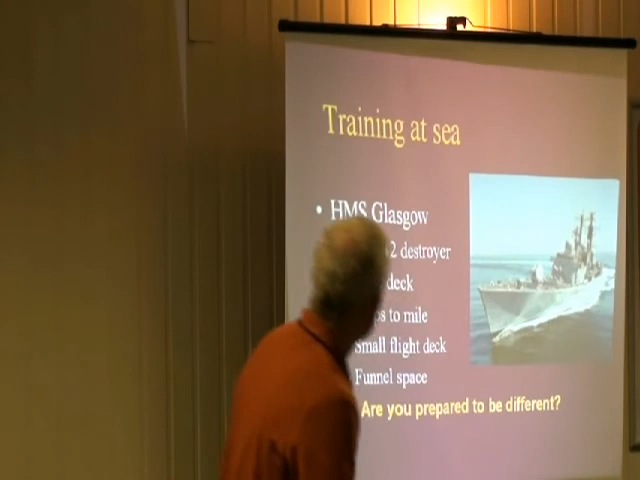 Training at sea
• HMS Glasgow
2 destroyer
deck
to mile
Small flight deck
Funnel space
Are you prepared to be different?